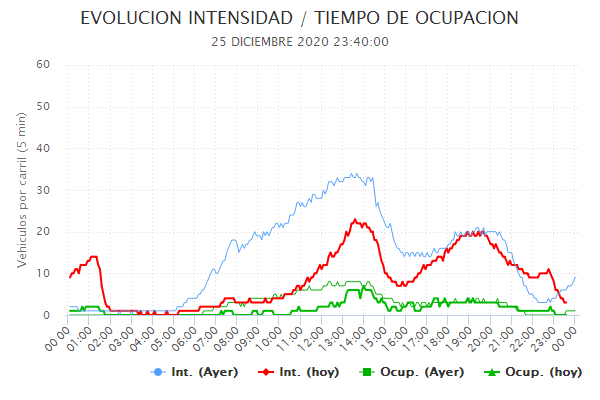 EVOLUCION INTENSIDAD / TIEMPO DE OCUPACION
25 DICIEMBRE 2020 23:40:00
Vehiculos por carril (5 min)
60
50
40
30
20
10
0
00:00 01:00 02:00 03:00 04:00 05:00 06:00 07:00 08:00 09:00 10:00 11:00 12:00 13:00 14:00 15:00 16:00 17:00 18:00 19:00 20:00 21:00 22:00 23:00 00:00
Int. (Ayer) Int. (hoy) Ocup. (Ayer) Ocup. (hoy)